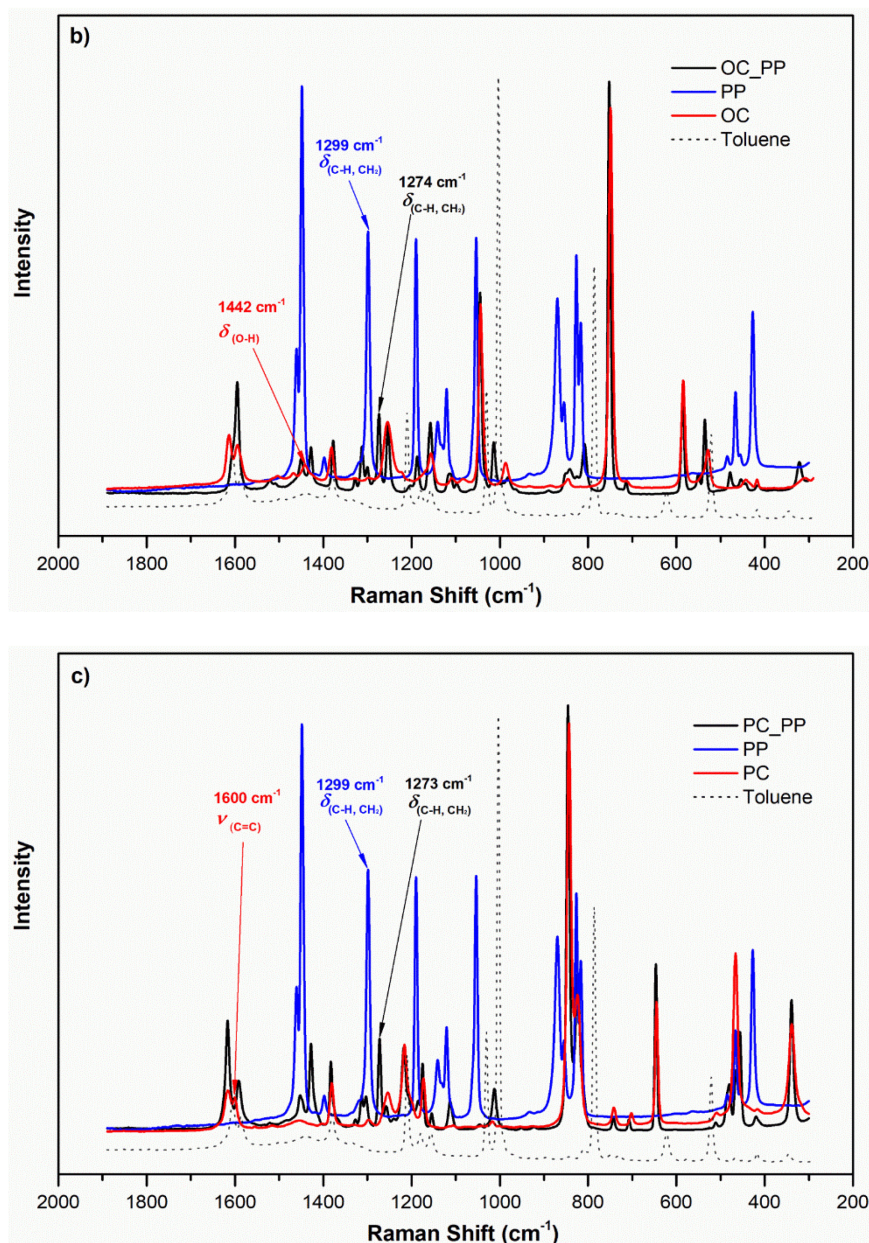 b)
OC_PP
PP
OC
Toluene
1299 cm⁻¹
δ(C-H, CH₂)
1274 cm⁻¹
δ(C-H, CH₂)
1442 cm⁻¹
δ(O-H)
Intensity
2000 1800 1600 1400 1200 1000 800 600 400 200
Raman Shift (cm⁻¹)
c)
PC_PP
PP
PC
Toluene
1299 cm⁻¹
δ(C-H, CH₂)
1273 cm⁻¹
δ(C-H, CH₂)
1600 cm⁻¹
ν(C=C)
Intensity
2000 1800 1600 1400 1200 1000 800 600 400 200
Raman Shift (cm⁻¹)